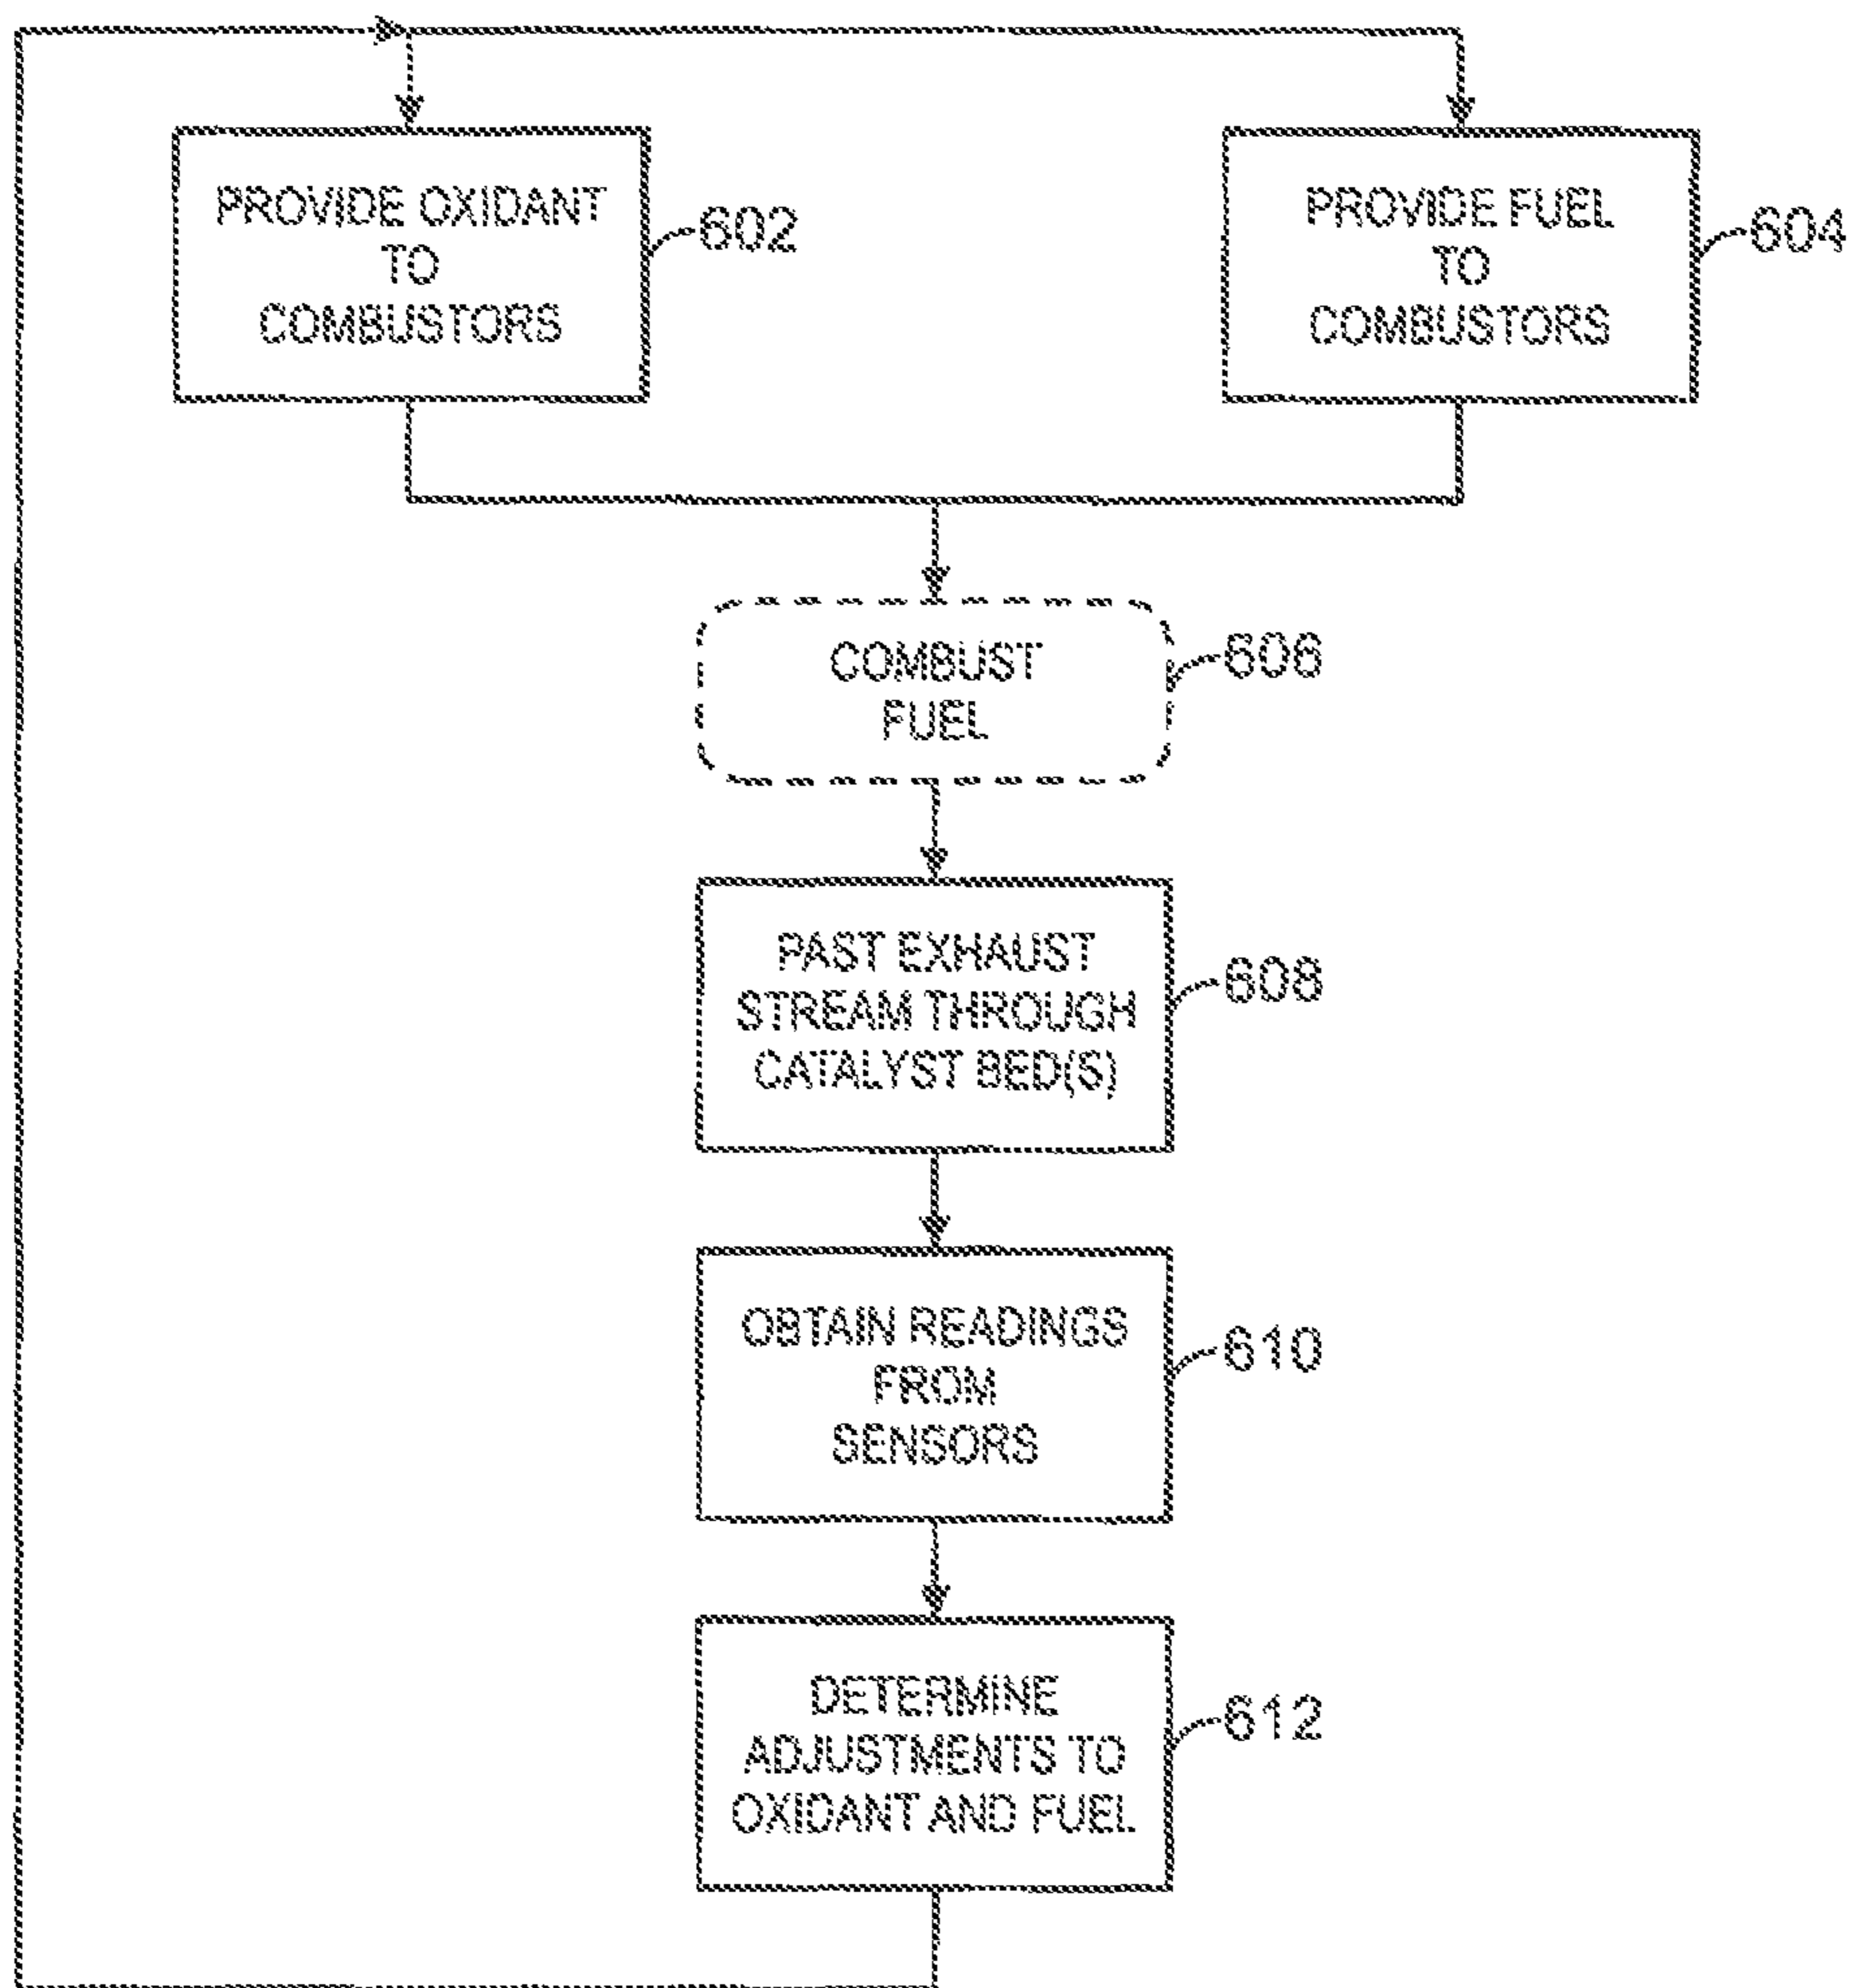 PROVIDE OXIDANT
TO
COMBUSTORS
602
PROVIDE FUEL
TO
COMBUSTORS
604
COMBUST
FUEL
606
PAST EXHAUST
STREAM THROUGH
CATALYST BED(S)
608
OBTAIN READINGS
FROM
SENSORS
610
DETERMINE
ADJUSTMENTS TO
OXIDANT AND FUEL
612